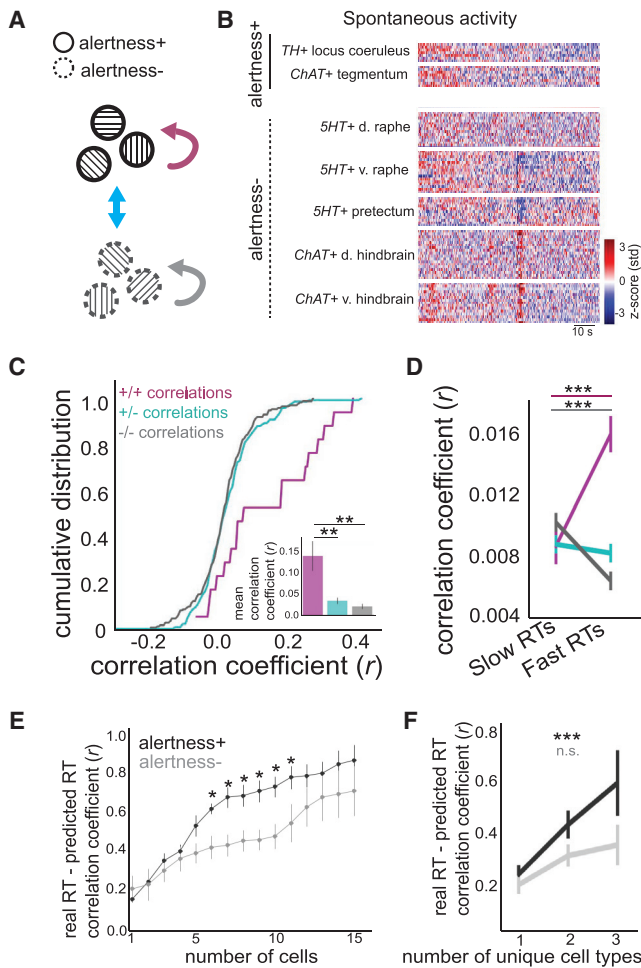 A
alertness+
alertness-
B
Spontaneous activity
alertness+
TH+ locus coeruleus
ChAT+ tegmentum
alertness-
5HT+ d. raphe
5HT+ v. raphe
5HT+ pretectum
ChAT+ d. hindbrain
ChAT+ v. hindbrain
3
0
-3
z-score (std)
10 s
C
+/+ correlations
+/- correlations
-/- correlations
cumulative distribution
1.0
0.8
0.6
0.4
0.2
0
-0.2
0.0
0.2
0.4
correlation coefficient (r)
mean
correlation
coefficient (r)
0.15
0.10
0.05
0.0
**
**
D
***
***
correlation coefficient (r)
0.016
0.012
0.008
0.004
Slow RTs
Fast RTs
E
alertness+
alertness-
real RT - predicted RT
correlation coefficient (r)
1.0
0.8
0.6
0.4
0.2
0.0
* * * * * *
1
5
10
15
number of cells
F
***
n.s.
real RT - predicted RT
correlation coefficient (r)
0.8
0.6
0.4
0.2
1
2
3
number of unique cell types